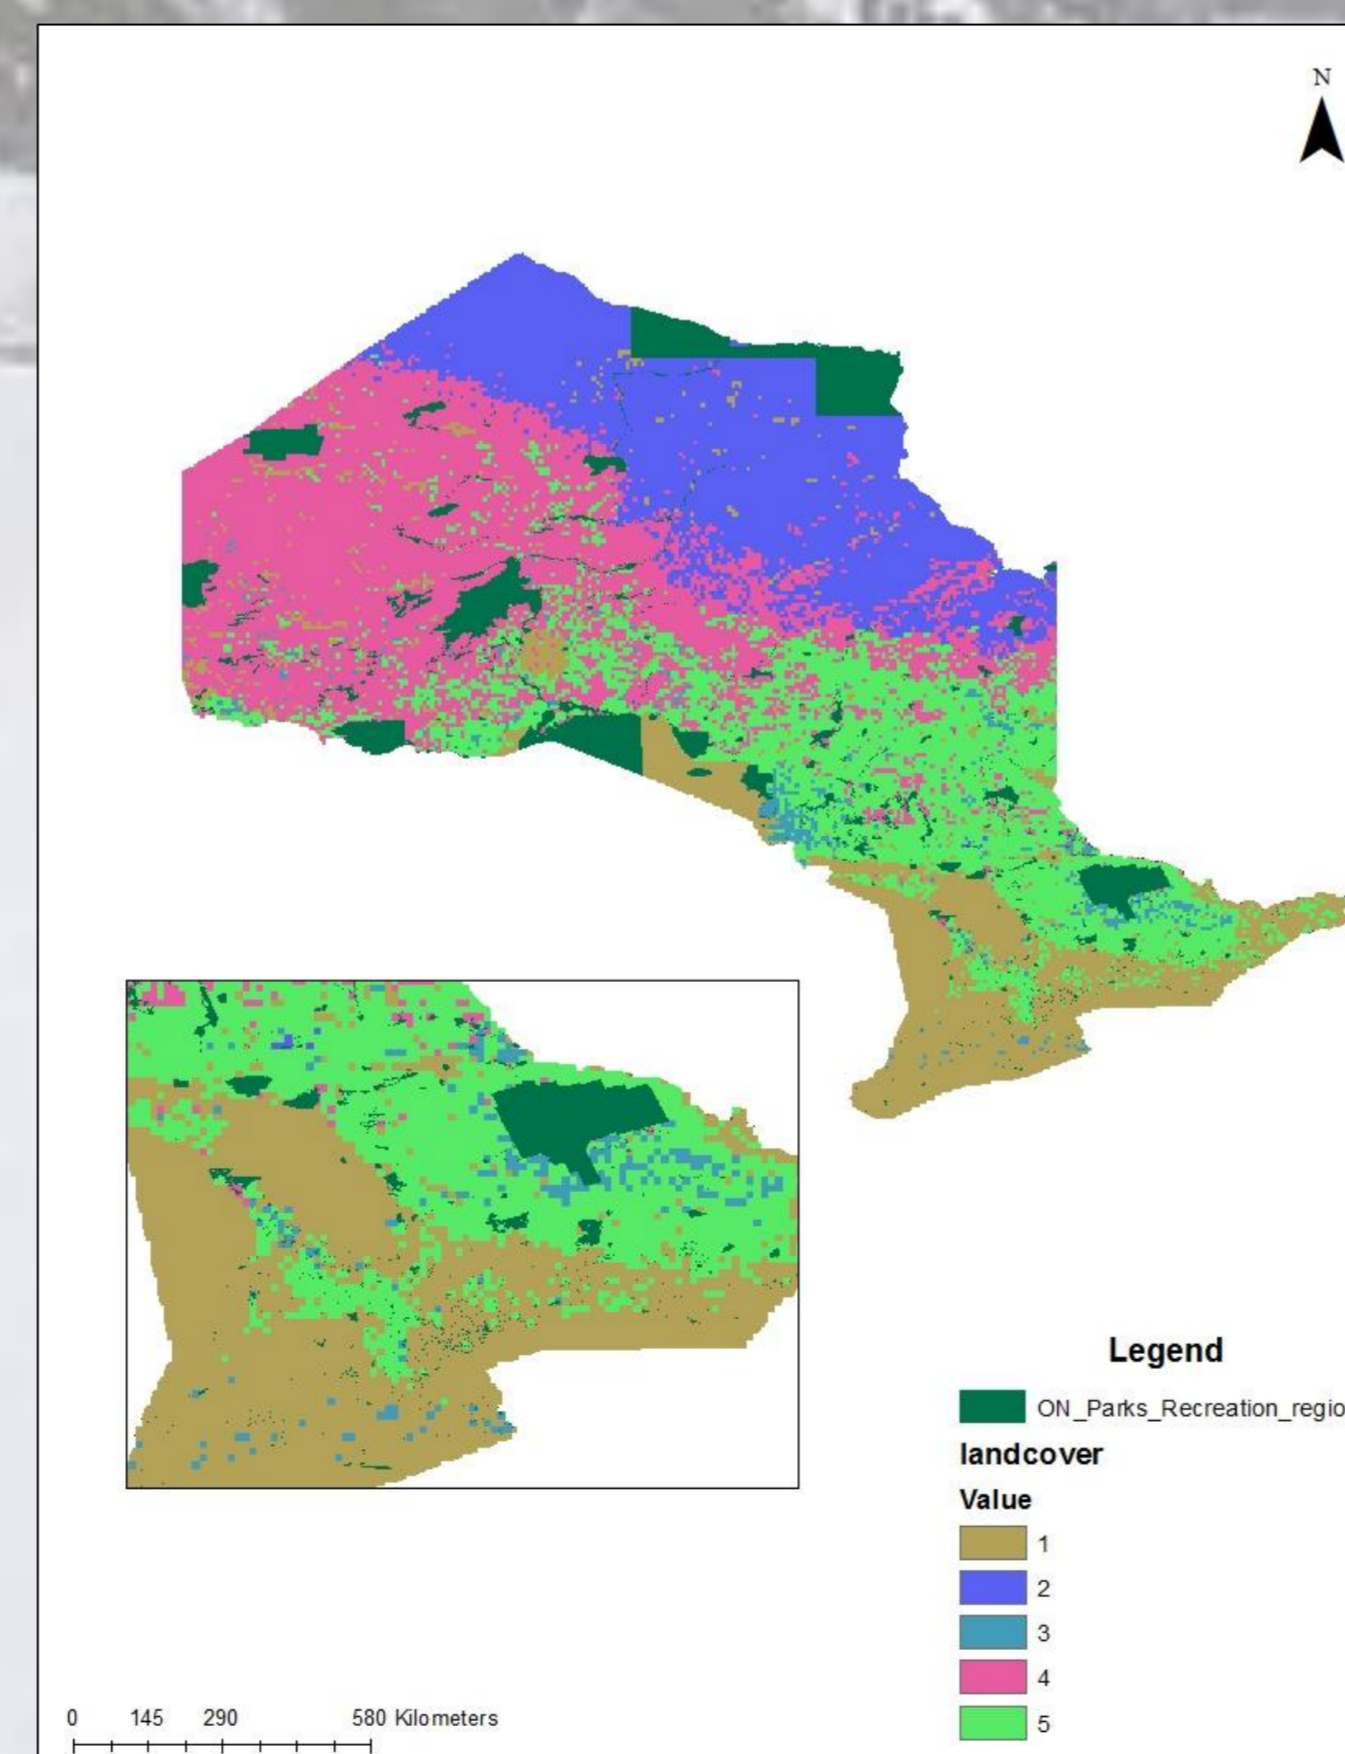 N
Legend
ON_Parks_Recreation_regio
landcover
Value
1
2
3
4
5
0 145 290 580 Kilometers